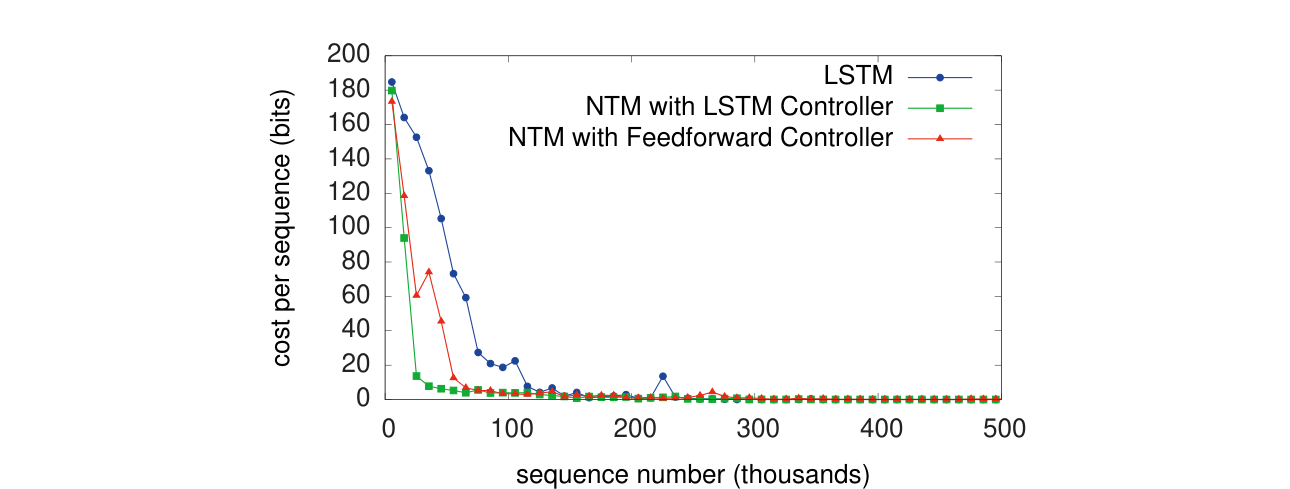 200
180
160
140
120
100
80
60
40
20
0
cost per sequence (bits)
LSTM
NTM with LSTM Controller
NTM with Feedforward Controller
0 100 200 300 400 500
sequence number (thousands)